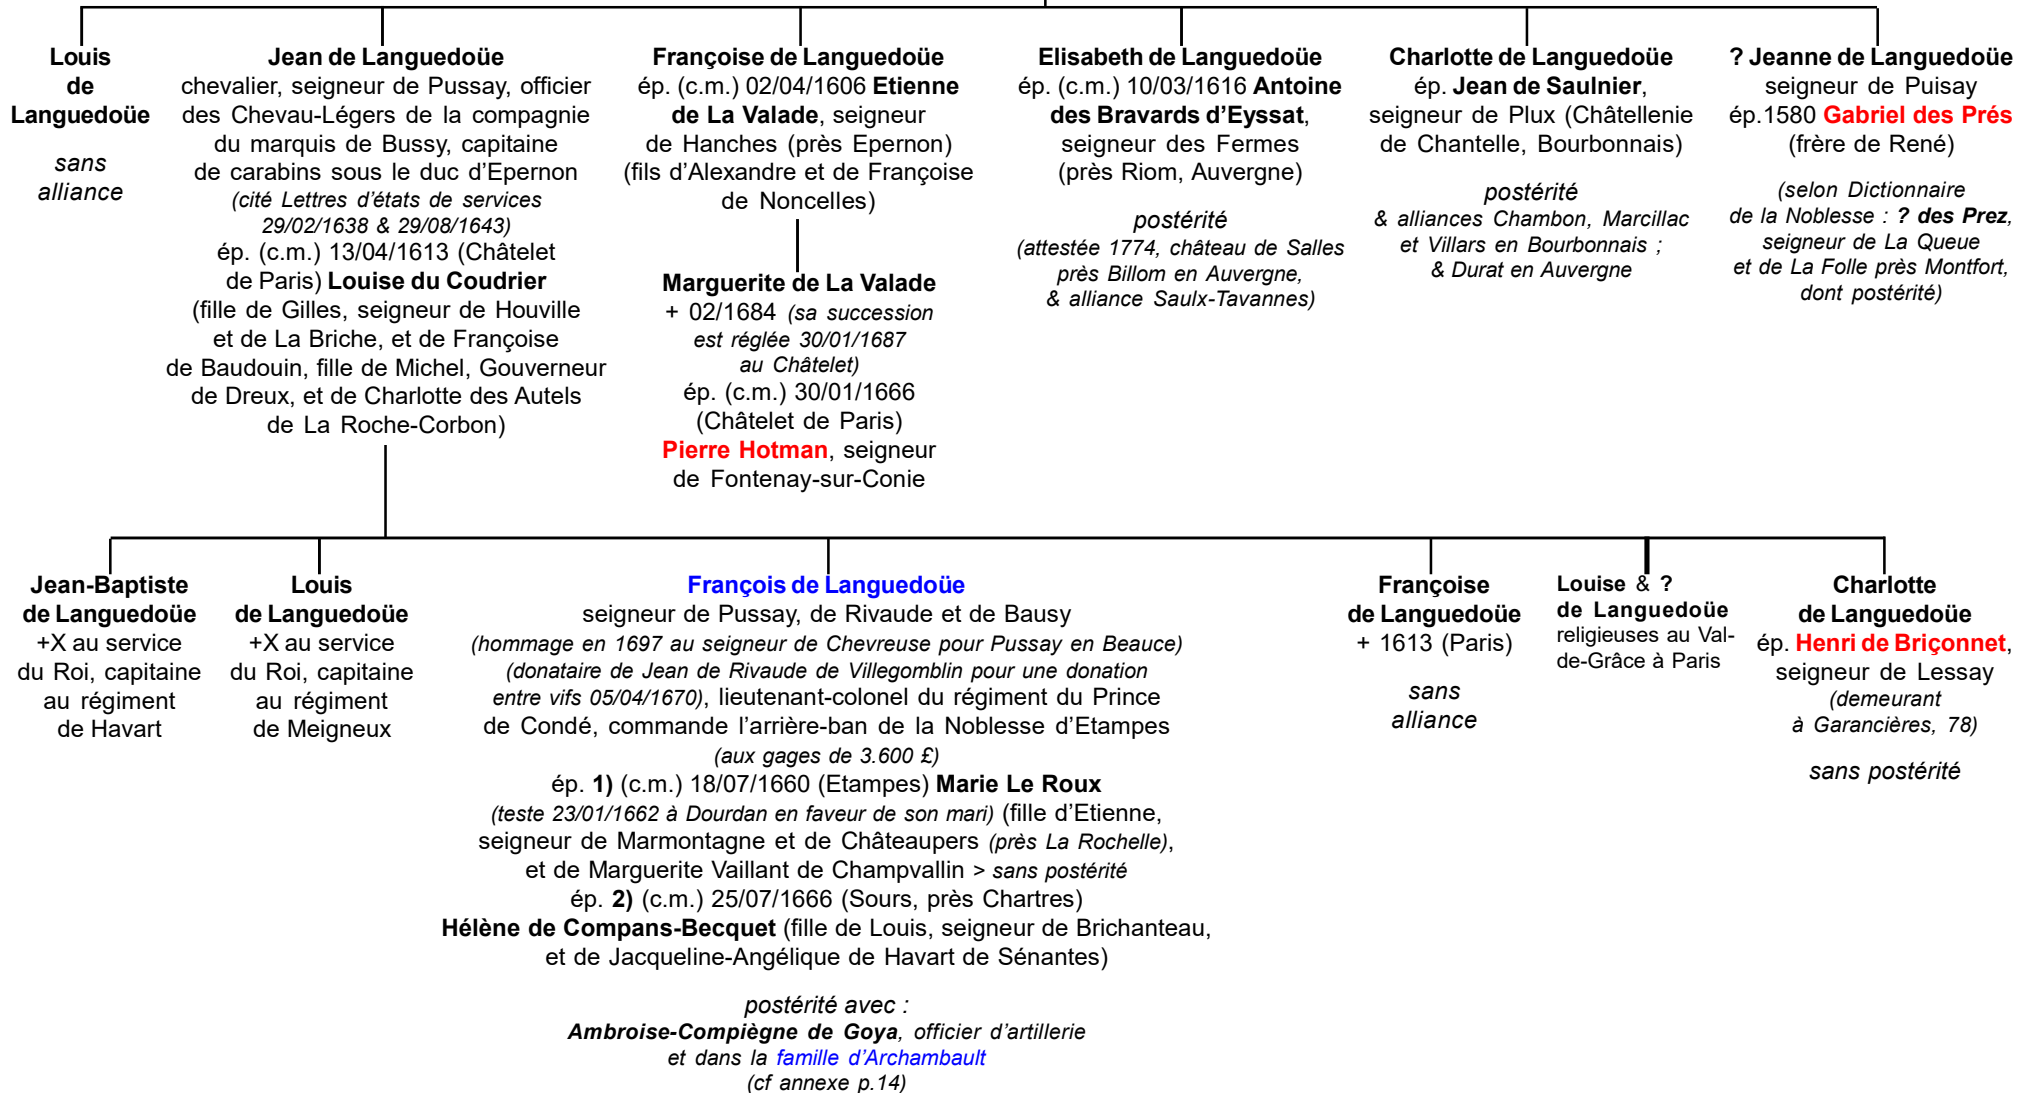 Louis
de
Languedoüe
sans
alliance
Jean de Languedoüe
chevalier, seigneur de Pussay, officier
des Chevau-Légers de la compagnie
du marquis de Bussy, capitaine
de carabins sous le duc d’Epernon
(cité Lettres d’états de services
29/02/1638 & 29/08/1643)
ép. (c.m.) 13/04/1613 (Châtelet
de Paris) Louise du Coudrier
(fille de Gilles, seigneur de Houville
et de La Briche, et de Françoise
de Baudouin, fille de Michel, Gouverneur
de Dreux, et de Charlotte des Autels
de La Roche-Corbon)
Françoise de Languedoüe
ép. (c.m.) 02/04/1606 Etienne
de La Valade, seigneur
de Hanches (près Epernon)
(fils d’Alexandre et de Françoise
de Noncelles)
Marguerite de La Valade
+ 02/1684 (sa succession
est réglée 30/01/1687
au Châtelet)
ép. (c.m.) 30/01/1666
(Châtelet de Paris)
Pierre Hotman, seigneur
de Fontenay-sur-Conie
Elisabeth de Languedoüe
ép. (c.m.) 10/03/1616 Antoine
des Bravards d’Eyssat,
seigneur des Fermes
(près Riom, Auvergne)
postérité
(attestée 1774, château de Salles
près Billom en Auvergne,
& alliance Saulx-Tavannes)
Charlotte de Languedoüe
ép. Jean de Saulnier,
seigneur de Plux (Châtellenie
de Chantelle, Bourbonnais)
postérité
& alliances Chambon, Marcillac
et Villars en Bourbonnais ;
& Durat en Auvergne
? Jeanne de Languedoüe
seigneur de Puisay
ép.1580 Gabriel des Prés
(frère de René)
(selon Dictionnaire
de la Noblesse : ? des Prez,
seigneur de La Queue
et de La Folle près Montfort,
dont postérité)
Jean-Baptiste
de Languedoüe
+X au service
du Roi, capitaine
au régiment
de Havart
Louis
de Languedoüe
+X au service
du Roi, capitaine
au régiment
de Meigneux
François de Languedoüe
seigneur de Pussay, de Rivaude et de Bausy
(hommage en 1697 au seigneur de Chevreuse pour Pussay en Beauce)
(donataire de Jean de Rivaude de Villegomblin pour une donation
entre vifs 05/04/1670), lieutenant-colonel du régiment du Prince
de Condé, commande l’arrière-ban de la Noblesse d’Etampes
(aux gages de 3.600 £)
ép. 1) (c.m.) 18/07/1660 (Etampes) Marie Le Roux
(teste 23/01/1662 à Dourdan en faveur de son mari) (fille d’Etienne,
seigneur de Marmontagne et de Châteaupers (près La Rochelle),
et de Marguerite Vaillant de Champvallin > sans postérité
ép. 2) (c.m.) 25/07/1666 (Sours, près Chartres)
Hélène de Compans-Becquet (fille de Louis, seigneur de Brichanteau,
et de Jacqueline-Angélique de Havart de Sénantes)
postérité avec :
Ambroise-Compiègne de Goya, officier d’artillerie
et dans la famille d’Archambault
(cf annexe p.14)
Françoise
de Languedoüe
+ 1613 (Paris)
sans
alliance
Louise & ?
de Languedoüe
religieuses au Val-
de-Grâce à Paris
Charlotte
de Languedoüe
ép. Henri de Briçonnet,
seigneur de Lessay
(demeurant
à Garancières, 78)
sans postérité